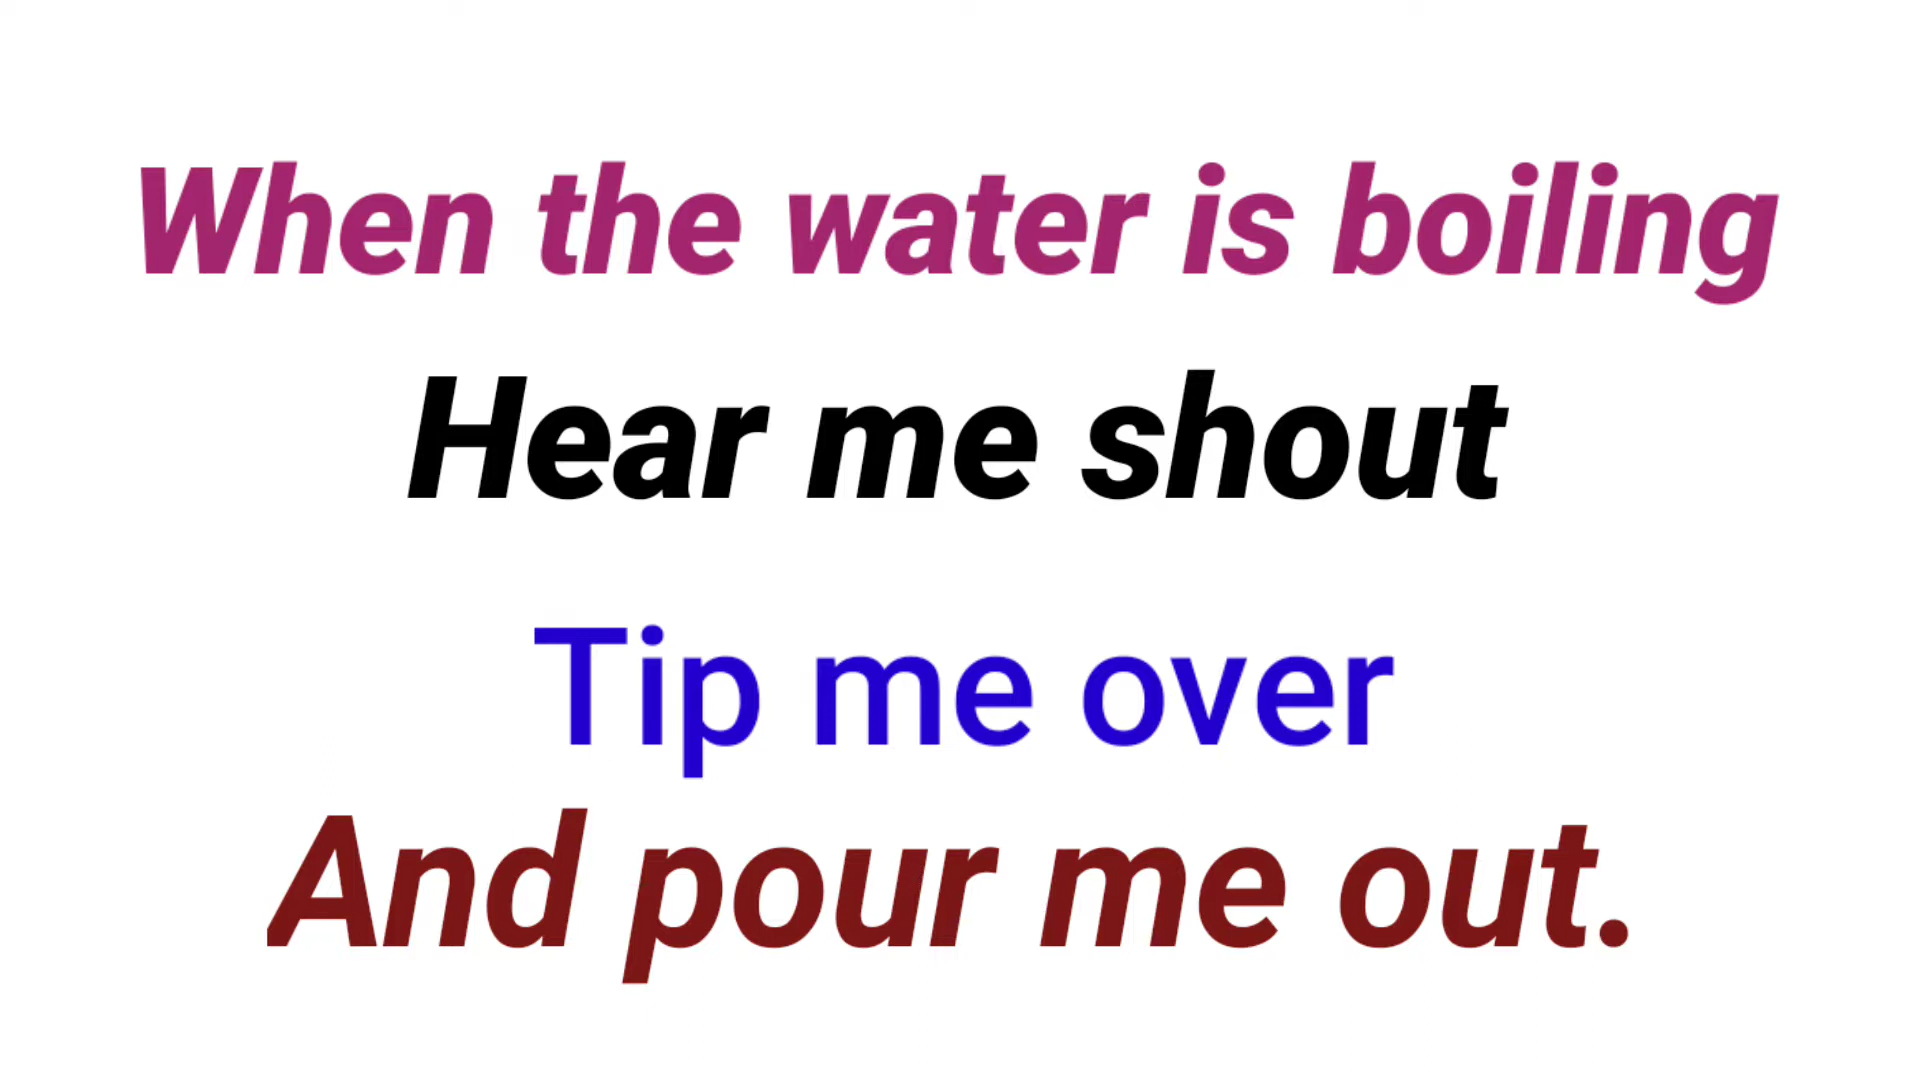 When the water is boiling
Hear me shout
Tip me over
And pour me out.